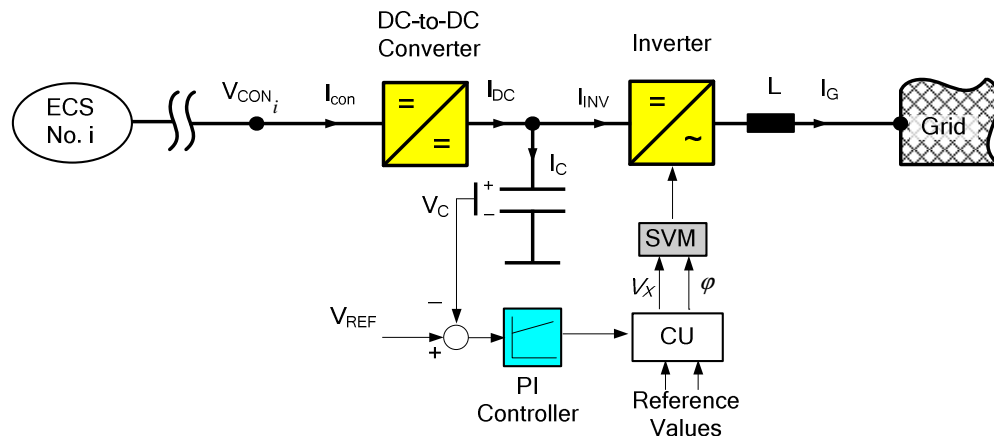 DC-to-DC
Converter
Inverter
ECS
No. i
V_CON_i
I_con
=
=
I_DC
I_INV
=
~
L
I_G
Grid
I_C
+
–
V_C
SVM
V_X
φ
–
V_REF
+
CU
PI
Controller
Reference
Values